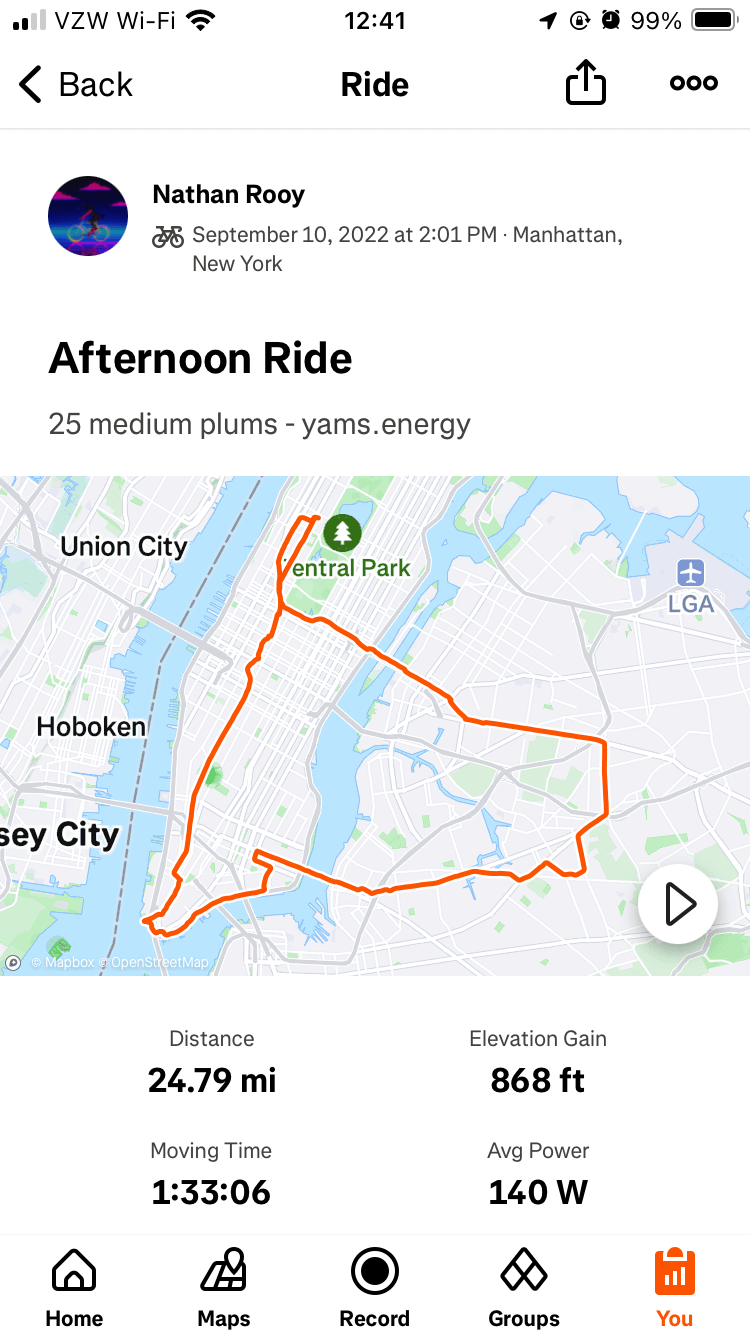 VZW Wi-Fi 12:41 99%
Back Ride
Nathan Rooy
September 10, 2022 at 2:01 PM · Manhattan,
New York
Afternoon Ride
25 medium plums - yams.energy
Union City
entral Park
LGA
Hoboken
sey City
© Mapbox © OpenStreetMap
Distance Elevation Gain
24.79 mi 868 ft
Moving Time Avg Power
1:33:06 140 W
Home Maps Record Groups You